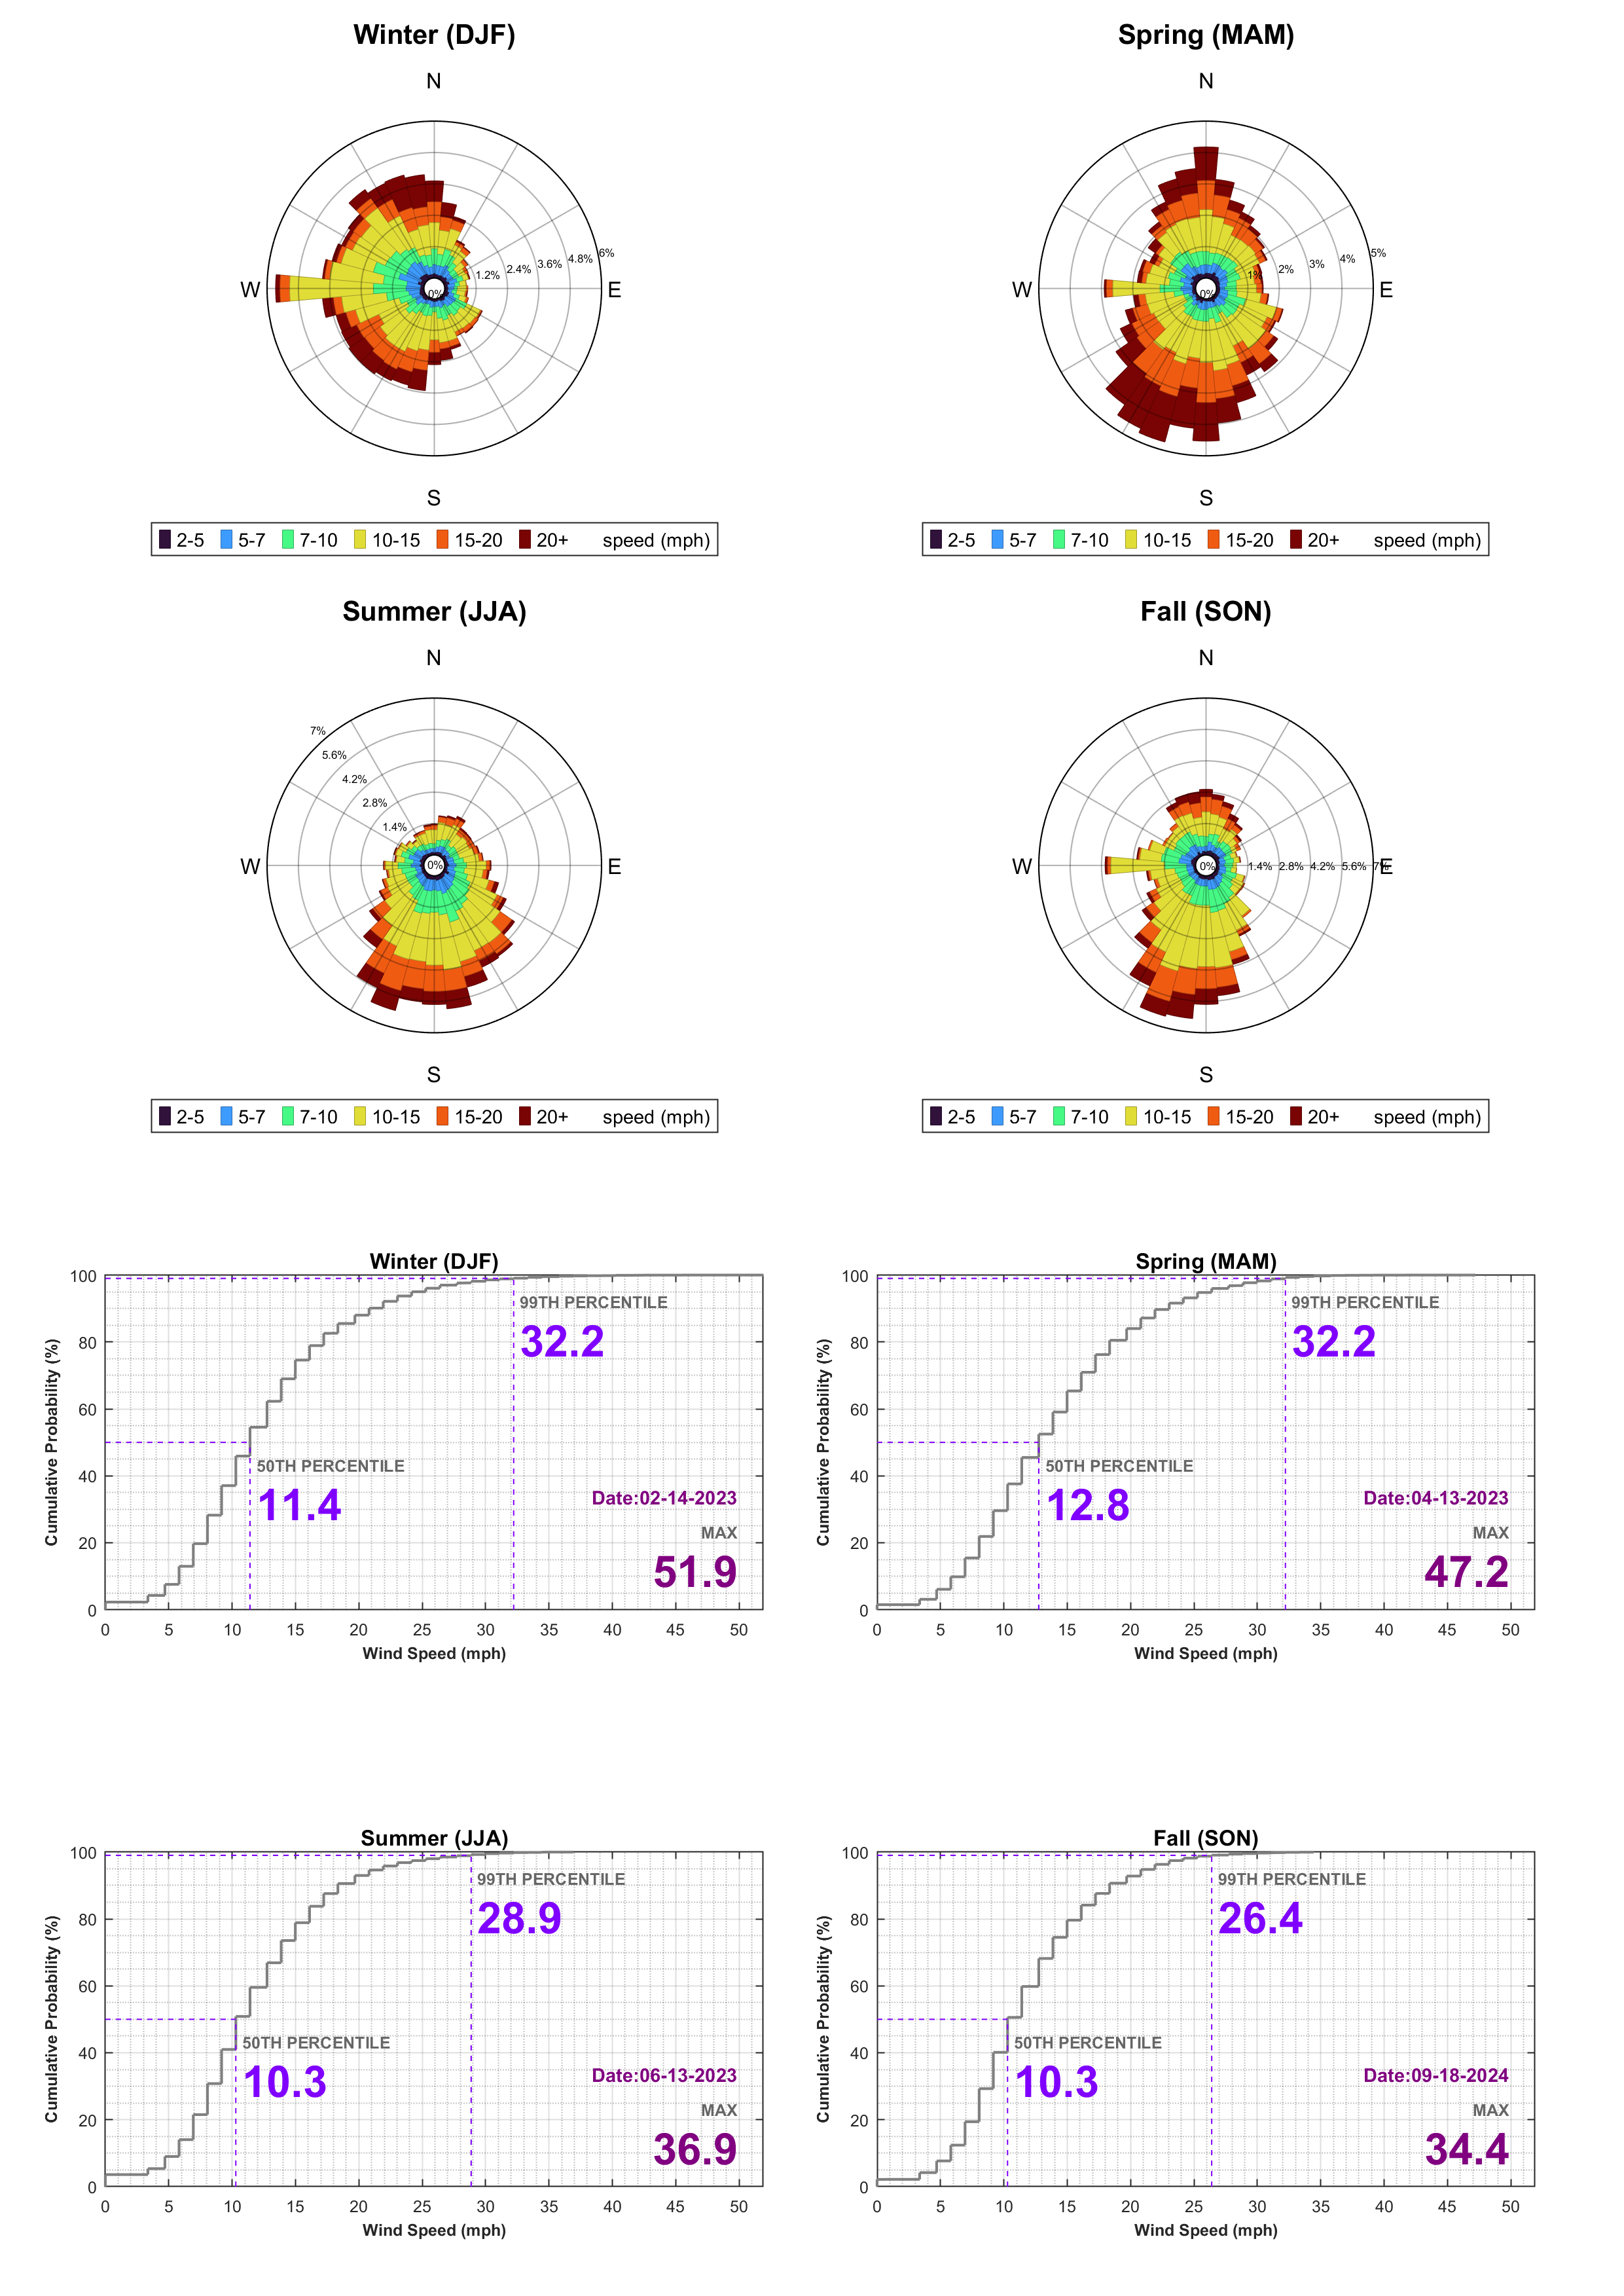 Winter (DJF) Spring (MAM)
N N
W E W E
1.2% 2.4% 3.6% 4.8% 6%
0%
1% 2% 3% 4% 5%
0%
S S
2-5 5-7 7-10 10-15 15-20 20+ speed (mph)
2-5 5-7 7-10 10-15 15-20 20+ speed (mph)
Summer (JJA) Fall (SON)
N N
7%
5.6%
4.2%
2.8%
1.4%
W 0% E
W 0% 1.4% 2.8% 4.2% 5.6% 7% E
S S
2-5 5-7 7-10 10-15 15-20 20+ speed (mph)
2-5 5-7 7-10 10-15 15-20 20+ speed (mph)
Winter (DJF)
100
80
60
40
20
0
Cumulative Probability (%)
99TH PERCENTILE
32.2
50TH PERCENTILE
11.4
Date:02-14-2023
MAX
51.9
0 5 10 15 20 25 30 35 40 45 50
Wind Speed (mph)
Spring (MAM)
100
80
60
40
20
0
Cumulative Probability (%)
99TH PERCENTILE
32.2
50TH PERCENTILE
12.8
Date:04-13-2023
MAX
47.2
0 5 10 15 20 25 30 35 40 45 50
Wind Speed (mph)
Summer (JJA)
100
80
60
40
20
0
Cumulative Probability (%)
99TH PERCENTILE
28.9
50TH PERCENTILE
10.3
Date:06-13-2023
MAX
36.9
0 5 10 15 20 25 30 35 40 45 50
Wind Speed (mph)
Fall (SON)
100
80
60
40
20
0
Cumulative Probability (%)
99TH PERCENTILE
26.4
50TH PERCENTILE
10.3
Date:09-18-2024
MAX
34.4
0 5 10 15 20 25 30 35 40 45 50
Wind Speed (mph)